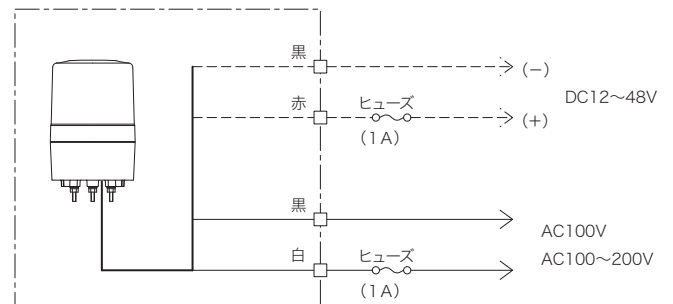 黒
(−)
DC12〜48V
赤
ヒューズ
(+)
(1A)
黒
AC100V
白
ヒューズ
AC100〜200V
(1A)